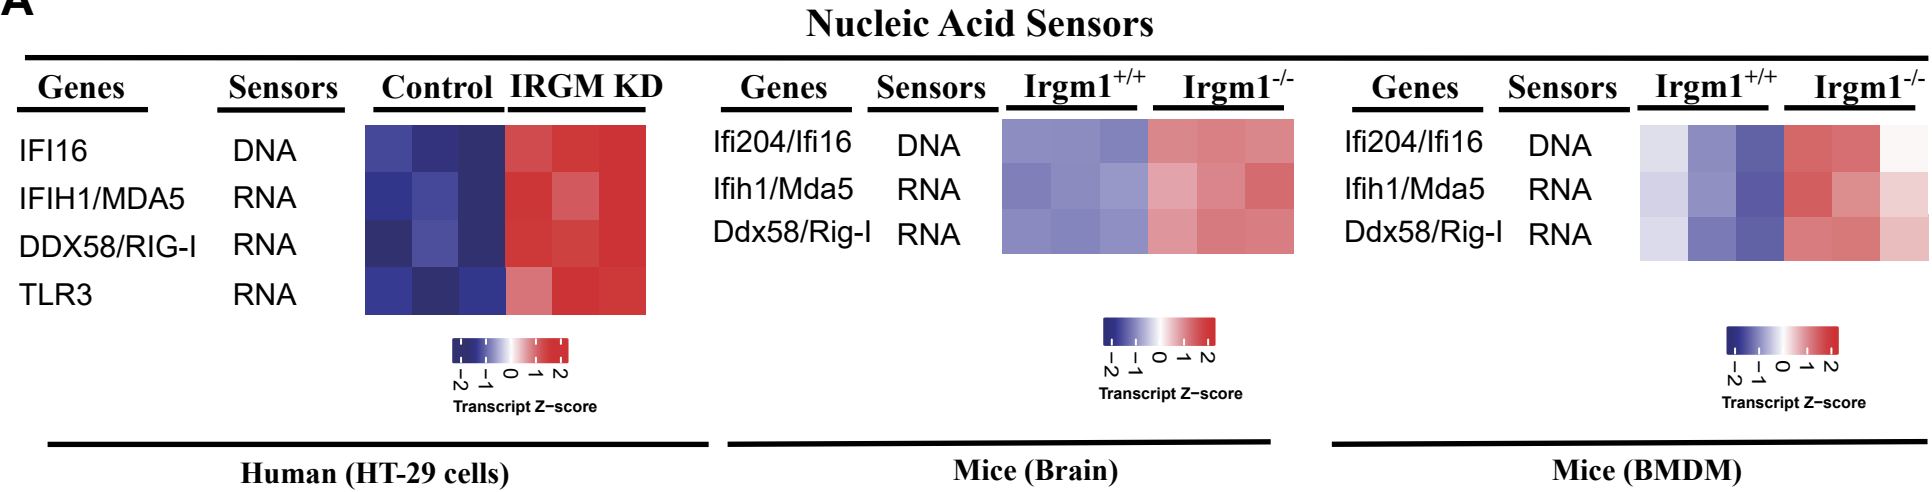 A
Nucleic Acid Sensors
Genes Sensors Control IRGM KD
IFI16 DNA
IFIH1/MDA5 RNA
DDX58/RIG-I RNA
TLR3 RNA
-2 -1 0 1 2
Transcript Z-score
Human (HT-29 cells)
Genes Sensors Irgm1+/+ Irgm1-/-
Ifi204/Ifi16 DNA
Ifih1/Mda5 RNA
Ddx58/Rig-I RNA
-2 -1 0 1 2
Transcript Z-score
Mice (Brain)
Genes Sensors Irgm1+/+ Irgm1-/-
Ifi204/Ifi16 DNA
Ifih1/Mda5 RNA
Ddx58/Rig-I RNA
-2 -1 0 1 2
Transcript Z-score
Mice (BMDM)